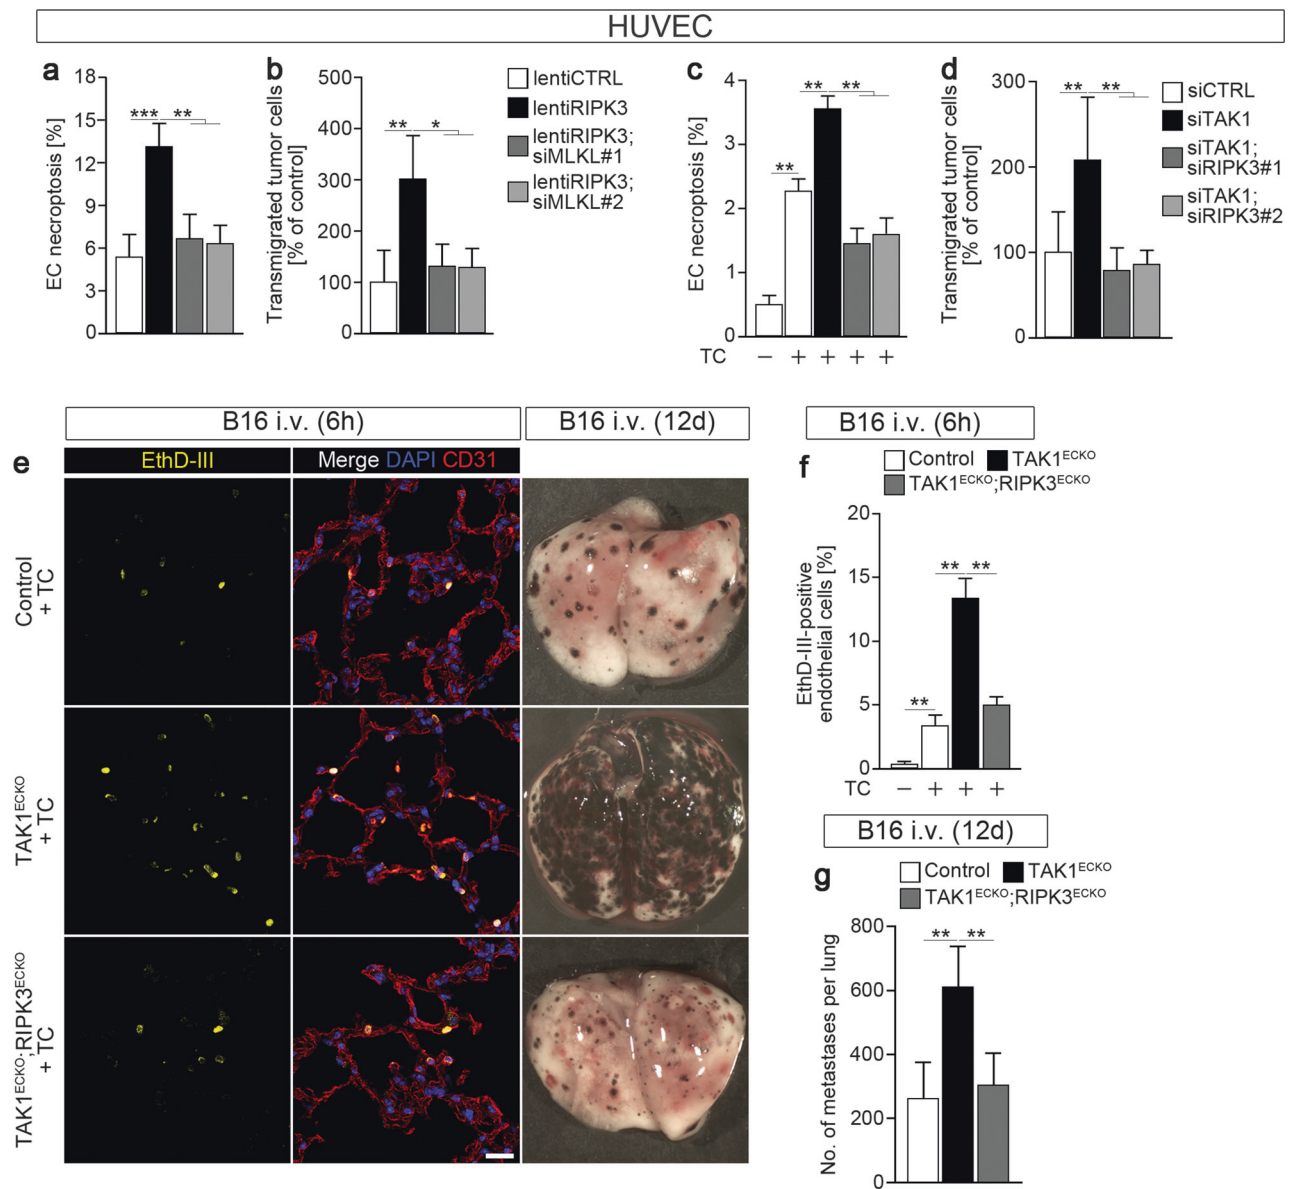 HUVEC
a
EC necroptosis [%]
18
15
12
9
6
3
0
***
**
b
Transmigrated tumor cells
[% of control]
500
400
300
200
100
0
**
*
lentiCTRL
lentiRIPK3
lentiRIPK3;
siMLKL#1
lentiRIPK3;
siMLKL#2
c
EC necroptosis [%]
4
3
2
1
0
**
**
**
TC
− + + + +
d
Transmigrated tumor cells
[% of control]
300
200
100
0
**
**
siCTRL
siTAK1
siTAK1;
siRIPK3#1
siTAK1;
siRIPK3#2
B16 i.v. (6h)
B16 i.v. (12d)
e
EthD-III
Merge DAPI CD31
Control
+ TC
TAK1ECKO
+ TC
TAK1ECKO;RIPK3ECKO
+ TC
B16 i.v. (6h)
f
Control
TAK1ECKO
TAK1ECKO;RIPK3ECKO
EthD-III-positive
endothelial cells [%]
20
15
10
5
0
**
**
**
TC
− + + +
B16 i.v. (12d)
g
Control
TAK1ECKO
TAK1ECKO;RIPK3ECKO
No. of metastases per lung
800
600
400
200
0
**
**